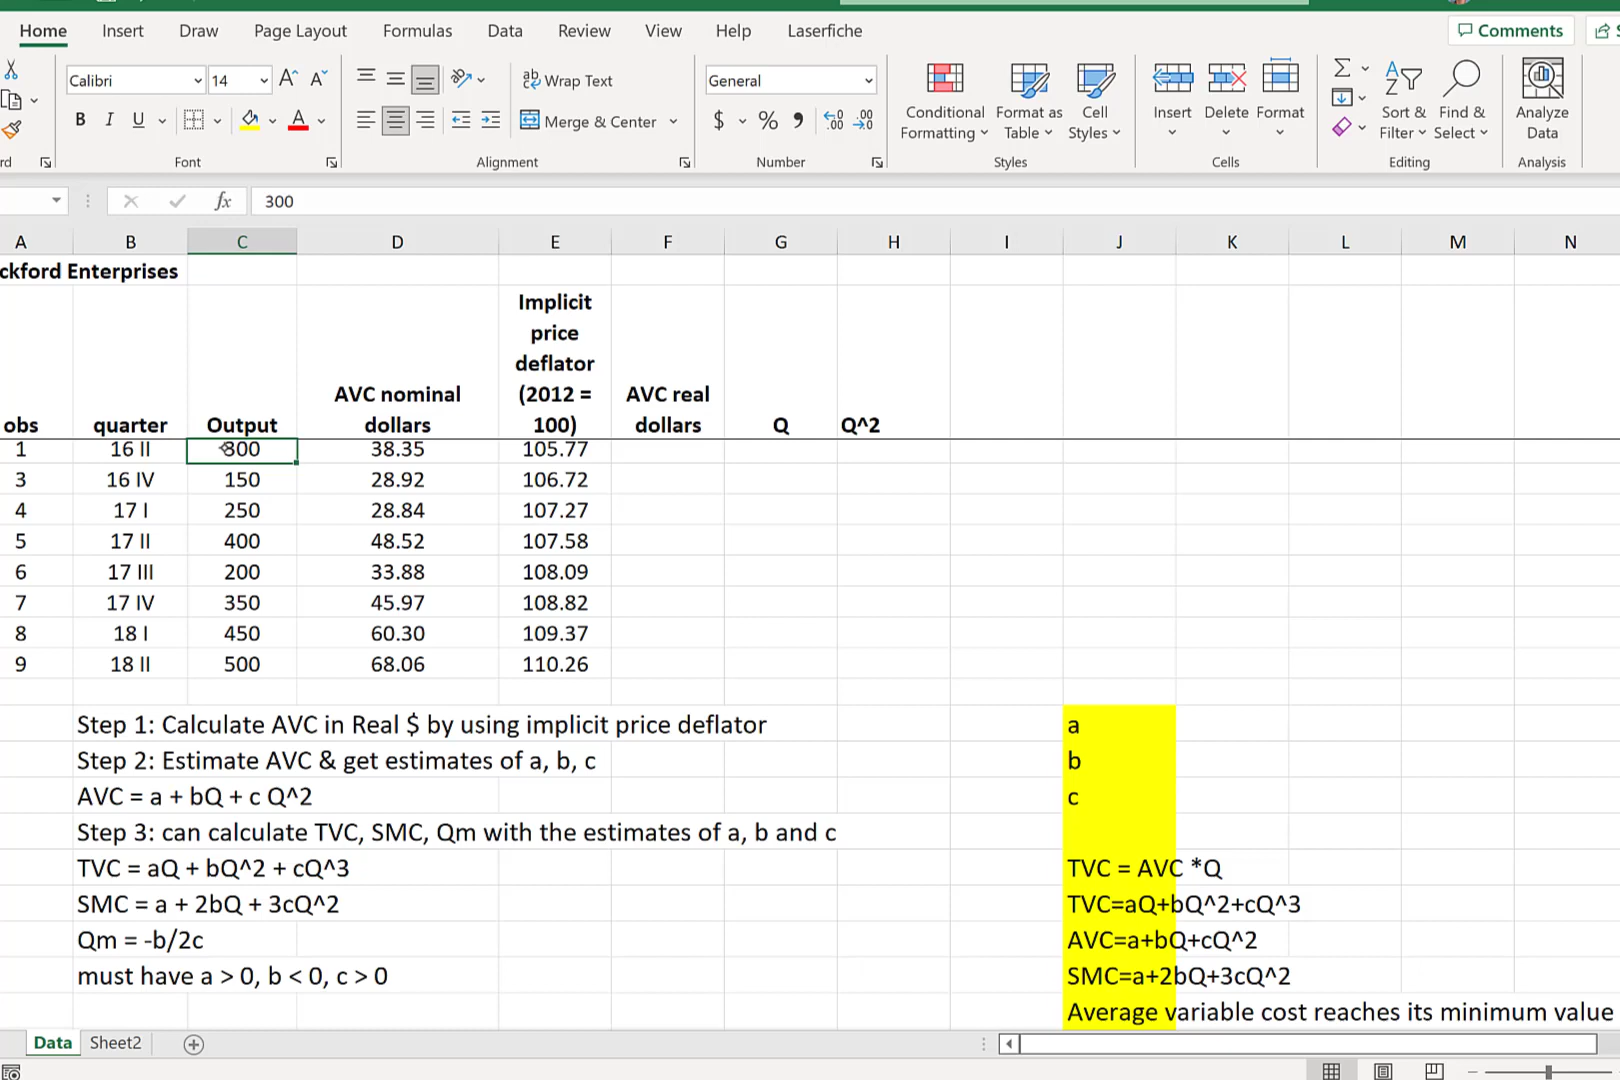 Home Insert Draw Page Layout Formulas Data Review View Help Laserfiche Comments
Calibri 14 A^ Aˇ ab Wrap Text General Conditional Format as Cell Insert Delete Format Sort & Find & Analyze
B I U A Merge & Center $ % 9 Formatting Table Styles Filter Select Data
rd Font Alignment Number Styles Cells Editing Analysis
fx 300
A B C D E F G H I J K L M N
ckford Enterprises
Implicit
price
deflator
AVC nominal (2012 = AVC real
obs quarter Output dollars 100) dollars Q Q^2
1 16 II 300 38.35 105.77
3 16 IV 150 28.92 106.72
4 17 I 250 28.84 107.27
5 17 II 400 48.52 107.58
6 17 III 200 33.88 108.09
7 17 IV 350 45.97 108.82
8 18 I 450 60.30 109.37
9 18 II 500 68.06 110.26
Step 1: Calculate AVC in Real $ by using implicit price deflator a
Step 2: Estimate AVC & get estimates of a, b, c b
AVC = a + bQ + c Q^2 c
Step 3: can calculate TVC, SMC, Qm with the estimates of a, b and c
TVC = aQ + bQ^2 + cQ^3 TVC = AVC *Q
SMC = a + 2bQ + 3cQ^2 TVC=aQ+bQ^2+cQ^3
Qm = -b/2c AVC=a+bQ+cQ^2
must have a > 0, b < 0, c > 0 SMC=a+2bQ+3cQ^2
Average variable cost reaches its minimum value
Data Sheet2